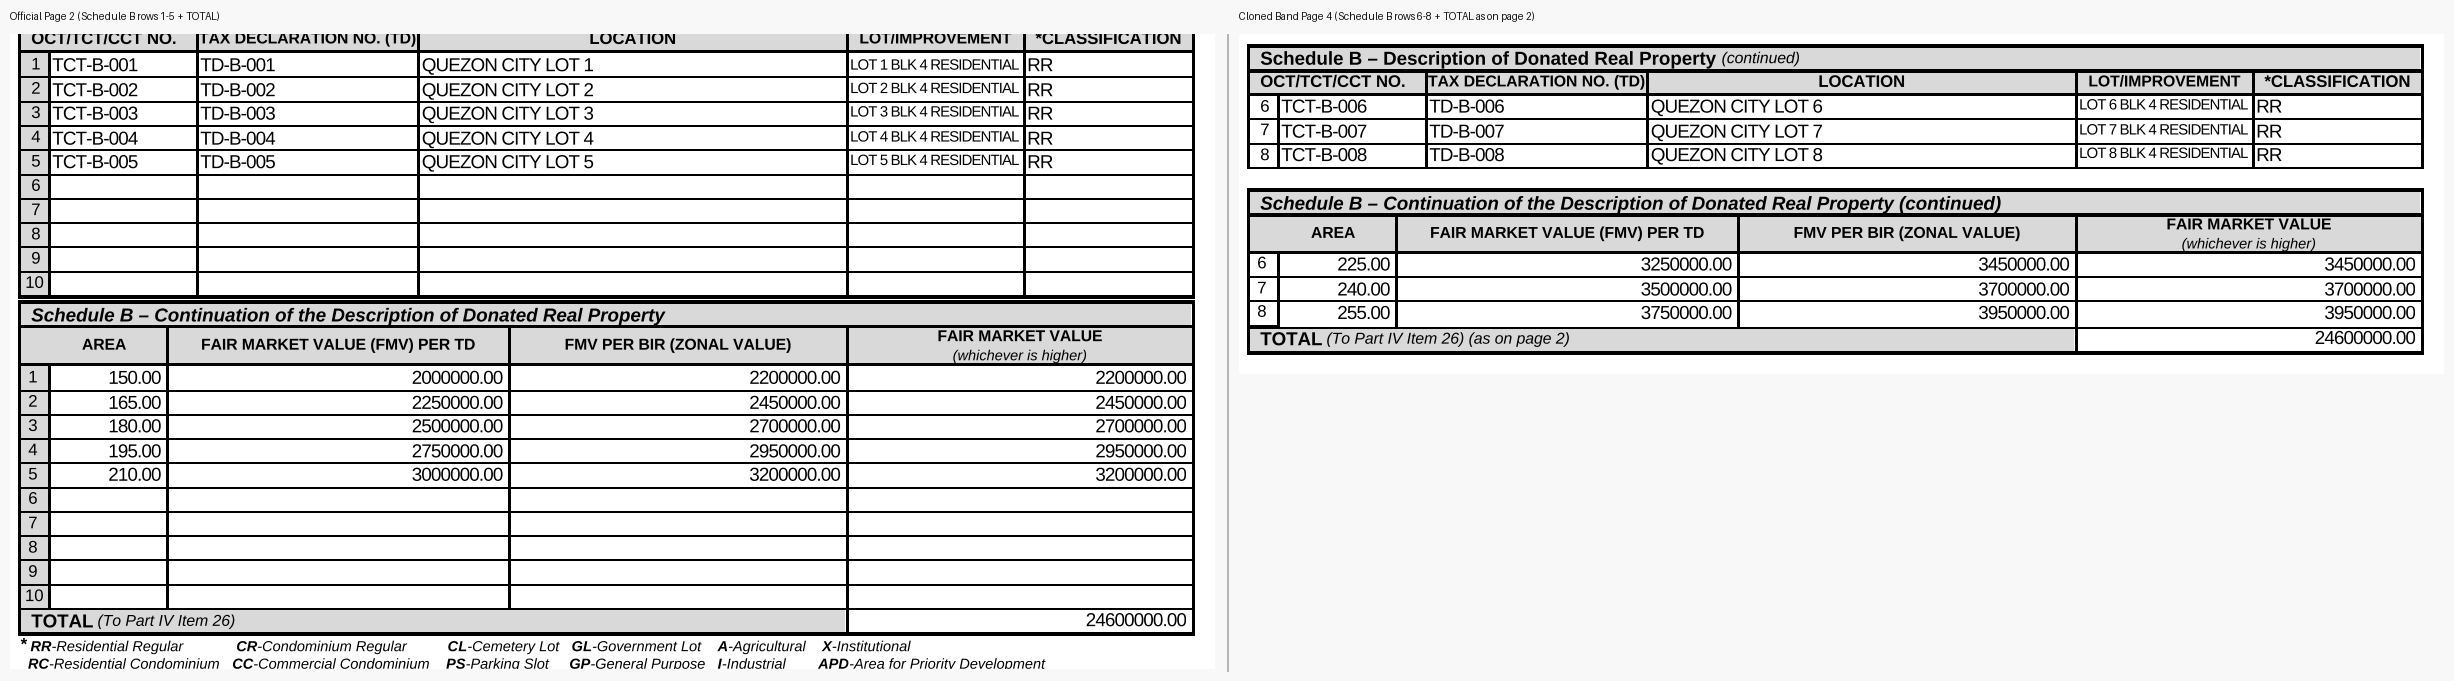 Official Page 2 (Schedule B rows 1-5 + TOTAL)
OCT/TCT/CCT NO. TAX DECLARATION NO. (TD) LOCATION LOT/IMPROVEMENT *CLASSIFICATION
1 TCT-B-001 TD-B-001 QUEZON CITY LOT 1 LOT 1 BLK 4 RESIDENTIAL RR
2 TCT-B-002 TD-B-002 QUEZON CITY LOT 2 LOT 2 BLK 4 RESIDENTIAL RR
3 TCT-B-003 TD-B-003 QUEZON CITY LOT 3 LOT 3 BLK 4 RESIDENTIAL RR
4 TCT-B-004 TD-B-004 QUEZON CITY LOT 4 LOT 4 BLK 4 RESIDENTIAL RR
5 TCT-B-005 TD-B-005 QUEZON CITY LOT 5 LOT 5 BLK 4 RESIDENTIAL RR
6
7
8
9
10
Schedule B – Continuation of the Description of Donated Real Property
AREA FAIR MARKET VALUE (FMV) PER TD FMV PER BIR (ZONAL VALUE) FAIR MARKET VALUE
(whichever is higher)
1 150.00 2000000.00 2200000.00 2200000.00
2 165.00 2250000.00 2450000.00 2450000.00
3 180.00 2500000.00 2700000.00 2700000.00
4 195.00 2750000.00 2950000.00 2950000.00
5 210.00 3000000.00 3200000.00 3200000.00
6
7
8
9
10
TOTAL (To Part IV Item 26) 24600000.00
* RR-Residential Regular CR-Condominium Regular CL-Cemetery Lot GL-Government Lot A-Agricultural X-Institutional
RC-Residential Condominium CC-Commercial Condominium PS-Parking Slot GP-General Purpose I-Industrial APD-Area for Priority Development
Cloned Band Page 4 (Schedule B rows 6-8 + TOTAL as on page 2)
Schedule B – Description of Donated Real Property (continued)
OCT/TCT/CCT NO. TAX DECLARATION NO. (TD) LOCATION LOT/IMPROVEMENT *CLASSIFICATION
6 TCT-B-006 TD-B-006 QUEZON CITY LOT 6 LOT 6 BLK 4 RESIDENTIAL RR
7 TCT-B-007 TD-B-007 QUEZON CITY LOT 7 LOT 7 BLK 4 RESIDENTIAL RR
8 TCT-B-008 TD-B-008 QUEZON CITY LOT 8 LOT 8 BLK 4 RESIDENTIAL RR
Schedule B – Continuation of the Description of Donated Real Property (continued)
AREA FAIR MARKET VALUE (FMV) PER TD FMV PER BIR (ZONAL VALUE) FAIR MARKET VALUE
(whichever is higher)
6 225.00 3250000.00 3450000.00 3450000.00
7 240.00 3500000.00 3700000.00 3700000.00
8 255.00 3750000.00 3950000.00 3950000.00
TOTAL (To Part IV Item 26) (as on page 2) 24600000.00